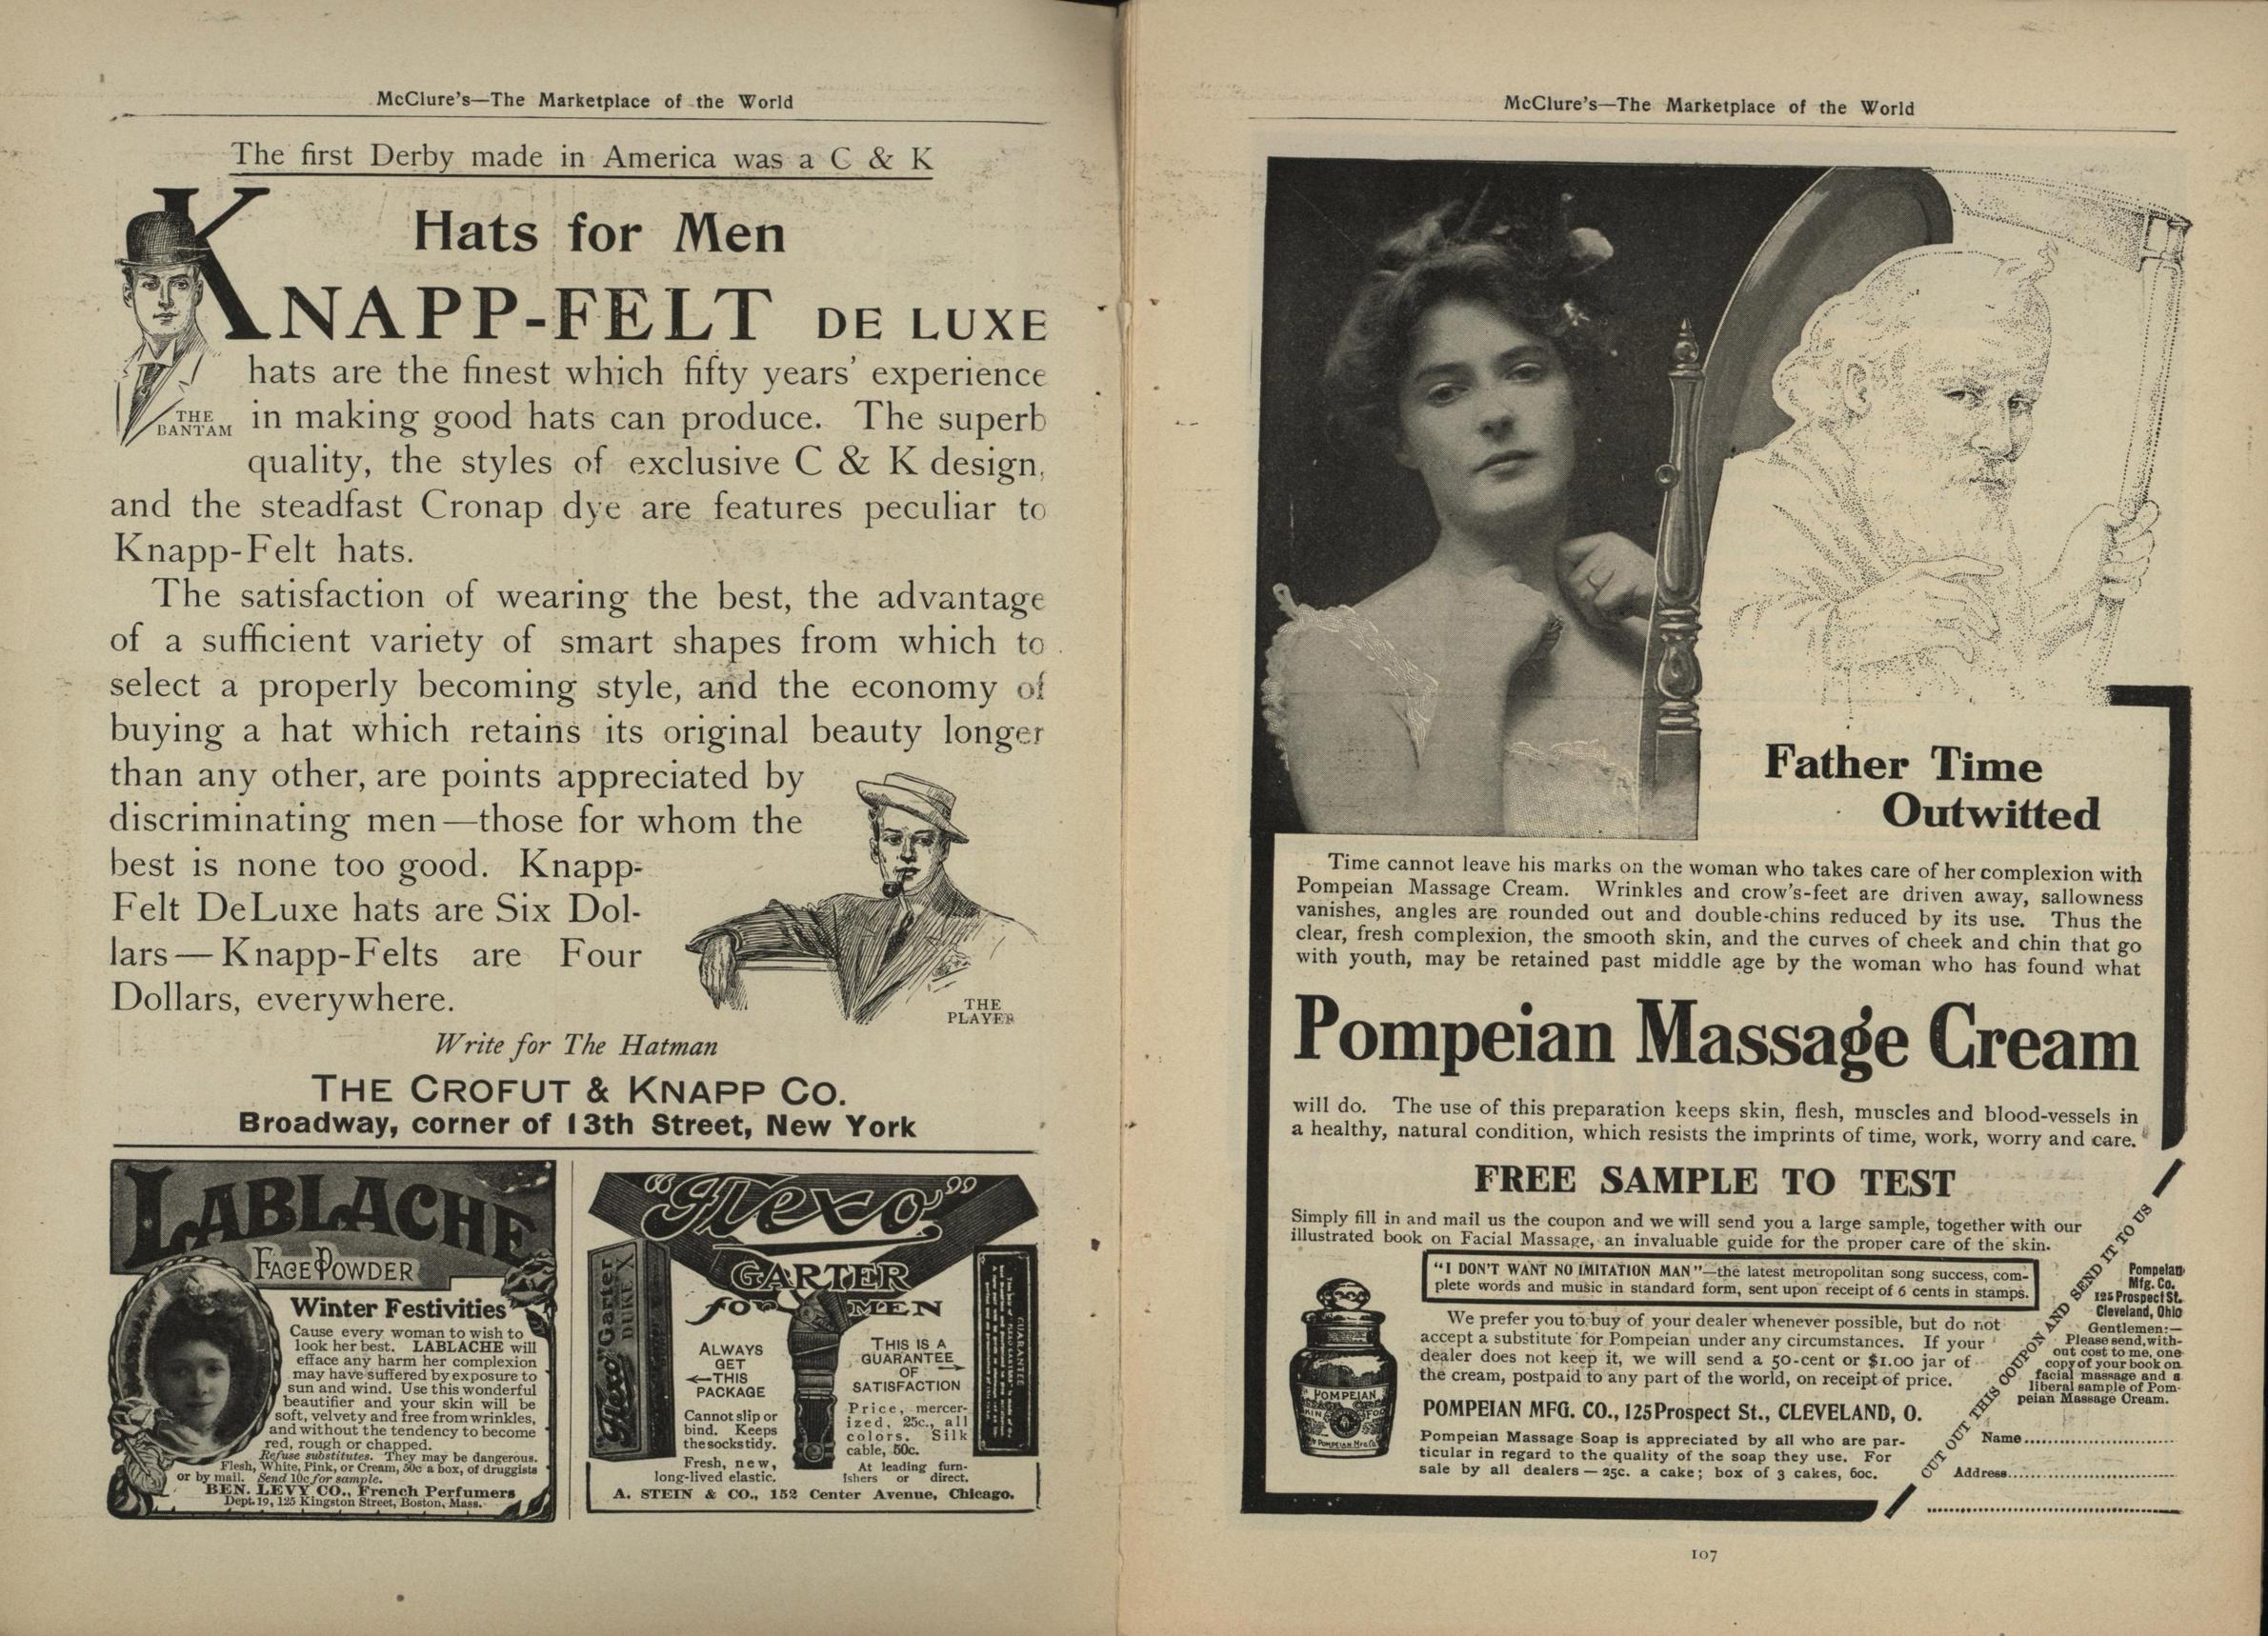 McClure's—The Marketplace of the World
The first Derby made in America was a C & K
Hats for Men
KNAPP-FELT DE LUXE
hats are the finest which fifty years' experience
in making good hats can produce. The superb
quality, the styles of exclusive C & K design,
and the steadfast Cronap dye are features peculiar to
Knapp-Felt hats.
THE
BANTAM
The satisfaction of wearing the best, the advantage
of a sufficient variety of smart shapes from which to
select a properly becoming style, and the economy of
buying a hat which retains its original beauty longer
than any other, are points appreciated by
discriminating men—those for whom the
best is none too good. Knapp-
Felt DeLuxe hats are Six Dol-
lars—Knapp-Felts are Four
Dollars, everywhere.
THE
PLAYER
Write for The Hatman
THE CROFUT & KNAPP CO.
Broadway, corner of 13th Street, New York
LABLACHE
FACE POWDER
Winter Festivities
Cause every woman to wish to
look her best. LABLACHE will
efface any harm her complexion
may have suffered by exposure to
sun and wind. Use this wonderful
beautifier and your skin will be
soft, velvety and free from wrinkles,
and without the tendency to become
red, rough or chapped.
Refuse substitutes. They may be dangerous.
Flesh, White, Pink, or Cream, 50c a box, of druggists
or by mail. Send 10c for sample.
BEN. LEVY CO., French Perfumers
Dept. 19, 125 Kingston Street, Boston, Mass.
"Flexo"
GARTER
for MEN
"Flexo" Garter
DUKE X
ALWAYS
GET
THIS
PACKAGE
Cannot slip or
bind. Keeps
the socks tidy.
Fresh, new,
long-lived elastic.
THIS IS A
GUARANTEE
OF
SATISFACTION
Price, mercer-
ized, 25c., all
colors. Silk
cable, 50c.
At leading furn-
ishers or direct.
GUARANTEE
A. STEIN & CO., 152 Center Avenue, Chicago.
McClure's—The Marketplace of the World
Father Time
Outwitted
Time cannot leave his marks on the woman who takes care of her complexion with
Pompeian Massage Cream. Wrinkles and crow's-feet are driven away, sallowness
vanishes, angles are rounded out and double-chins reduced by its use. Thus the
clear, fresh complexion, the smooth skin, and the curves of cheek and chin that go
with youth, may be retained past middle age by the woman who has found what
Pompeian Massage Cream
will do. The use of this preparation keeps skin, flesh, muscles and blood-vessels in
a healthy, natural condition, which resists the imprints of time, work, worry and care.
FREE SAMPLE TO TEST
Simply fill in and mail us the coupon and we will send you a large sample, together with our
illustrated book on Facial Massage, an invaluable guide for the proper care of the skin.
"I DON'T WANT NO IMITATION MAN"—the latest metropolitan song success, com-
plete words and music in standard form, sent upon receipt of 6 cents in stamps.
We prefer you to buy of your dealer whenever possible, but do not
accept a substitute for Pompeian under any circumstances. If your
dealer does not keep it, we will send a 50-cent or $1.00 jar of
the cream, postpaid to any part of the world, on receipt of price.
POMPEIAN MFG. CO., 125 Prospect St., CLEVELAND, O.
Pompeian Massage Soap is appreciated by all who are par-
ticular in regard to the quality of the soap they use. For
sale by all dealers—25c. a cake; box of 3 cakes, 60c.
POMPEIAN
SKIN FOOD
CUT OUT THIS COUPON AND SEND IT TO US
Pompeian
Mfg. Co.
125 Prospect St.
Cleveland, Ohio
Gentlemen:—
Please send, with-
out cost to me, one
copy of your book on
facial massage and a
liberal sample of Pom-
peian Massage Cream.
Name
Address
107